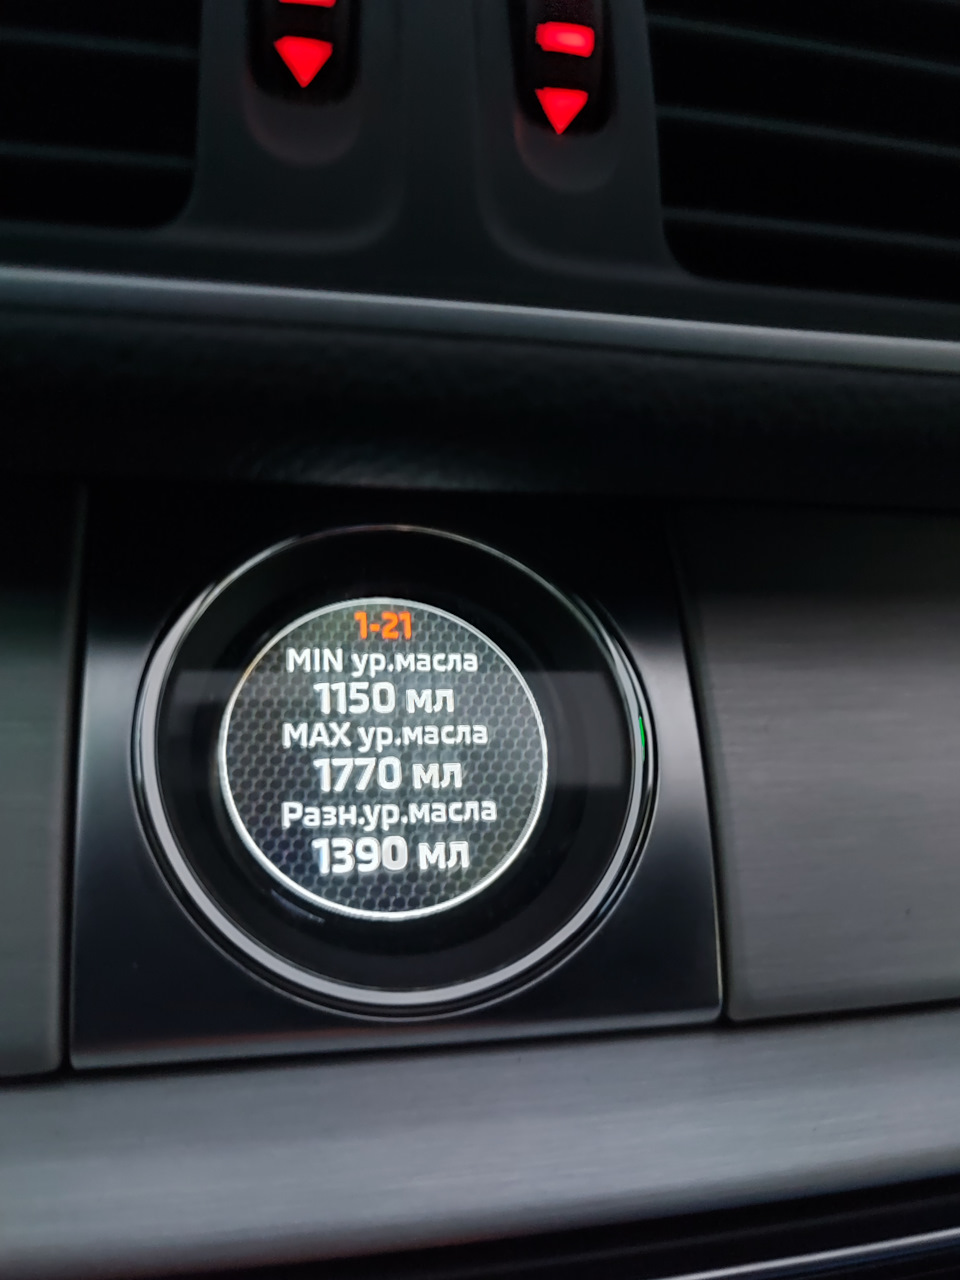 1-21
MIN ур.масла
1150 мл
MAX ур.масла
1770 мл
Разн.ур.масла
1390 мл